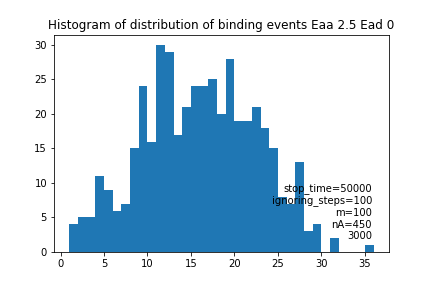 Histogram of distribution of binding events Eaa 2.5 Ead 0
30
25
20
15
10
5
0
stop_time=50000
ignoring_steps=100
m=100
nA=450
3000
0 5 10 15 20 25 30 35